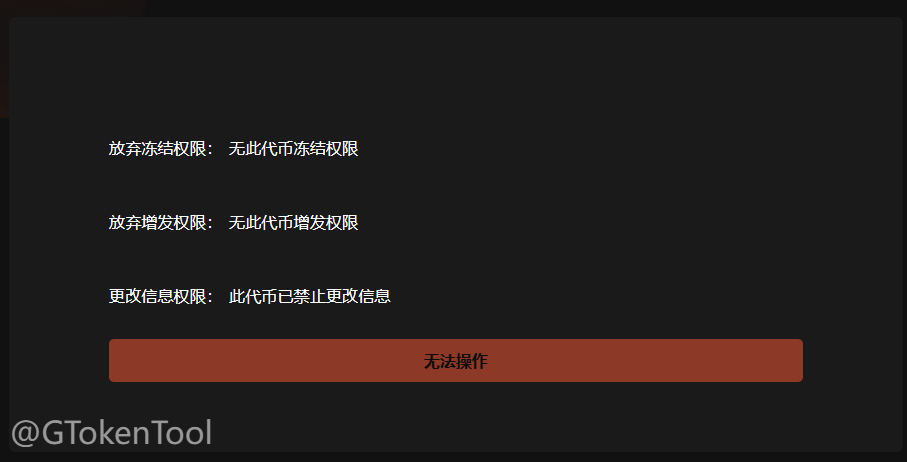 放弃冻结权限： 无此代币冻结权限
放弃增发权限： 无此代币增发权限
更改信息权限： 此代币已禁止更改信息
无法操作
@GTokenTool